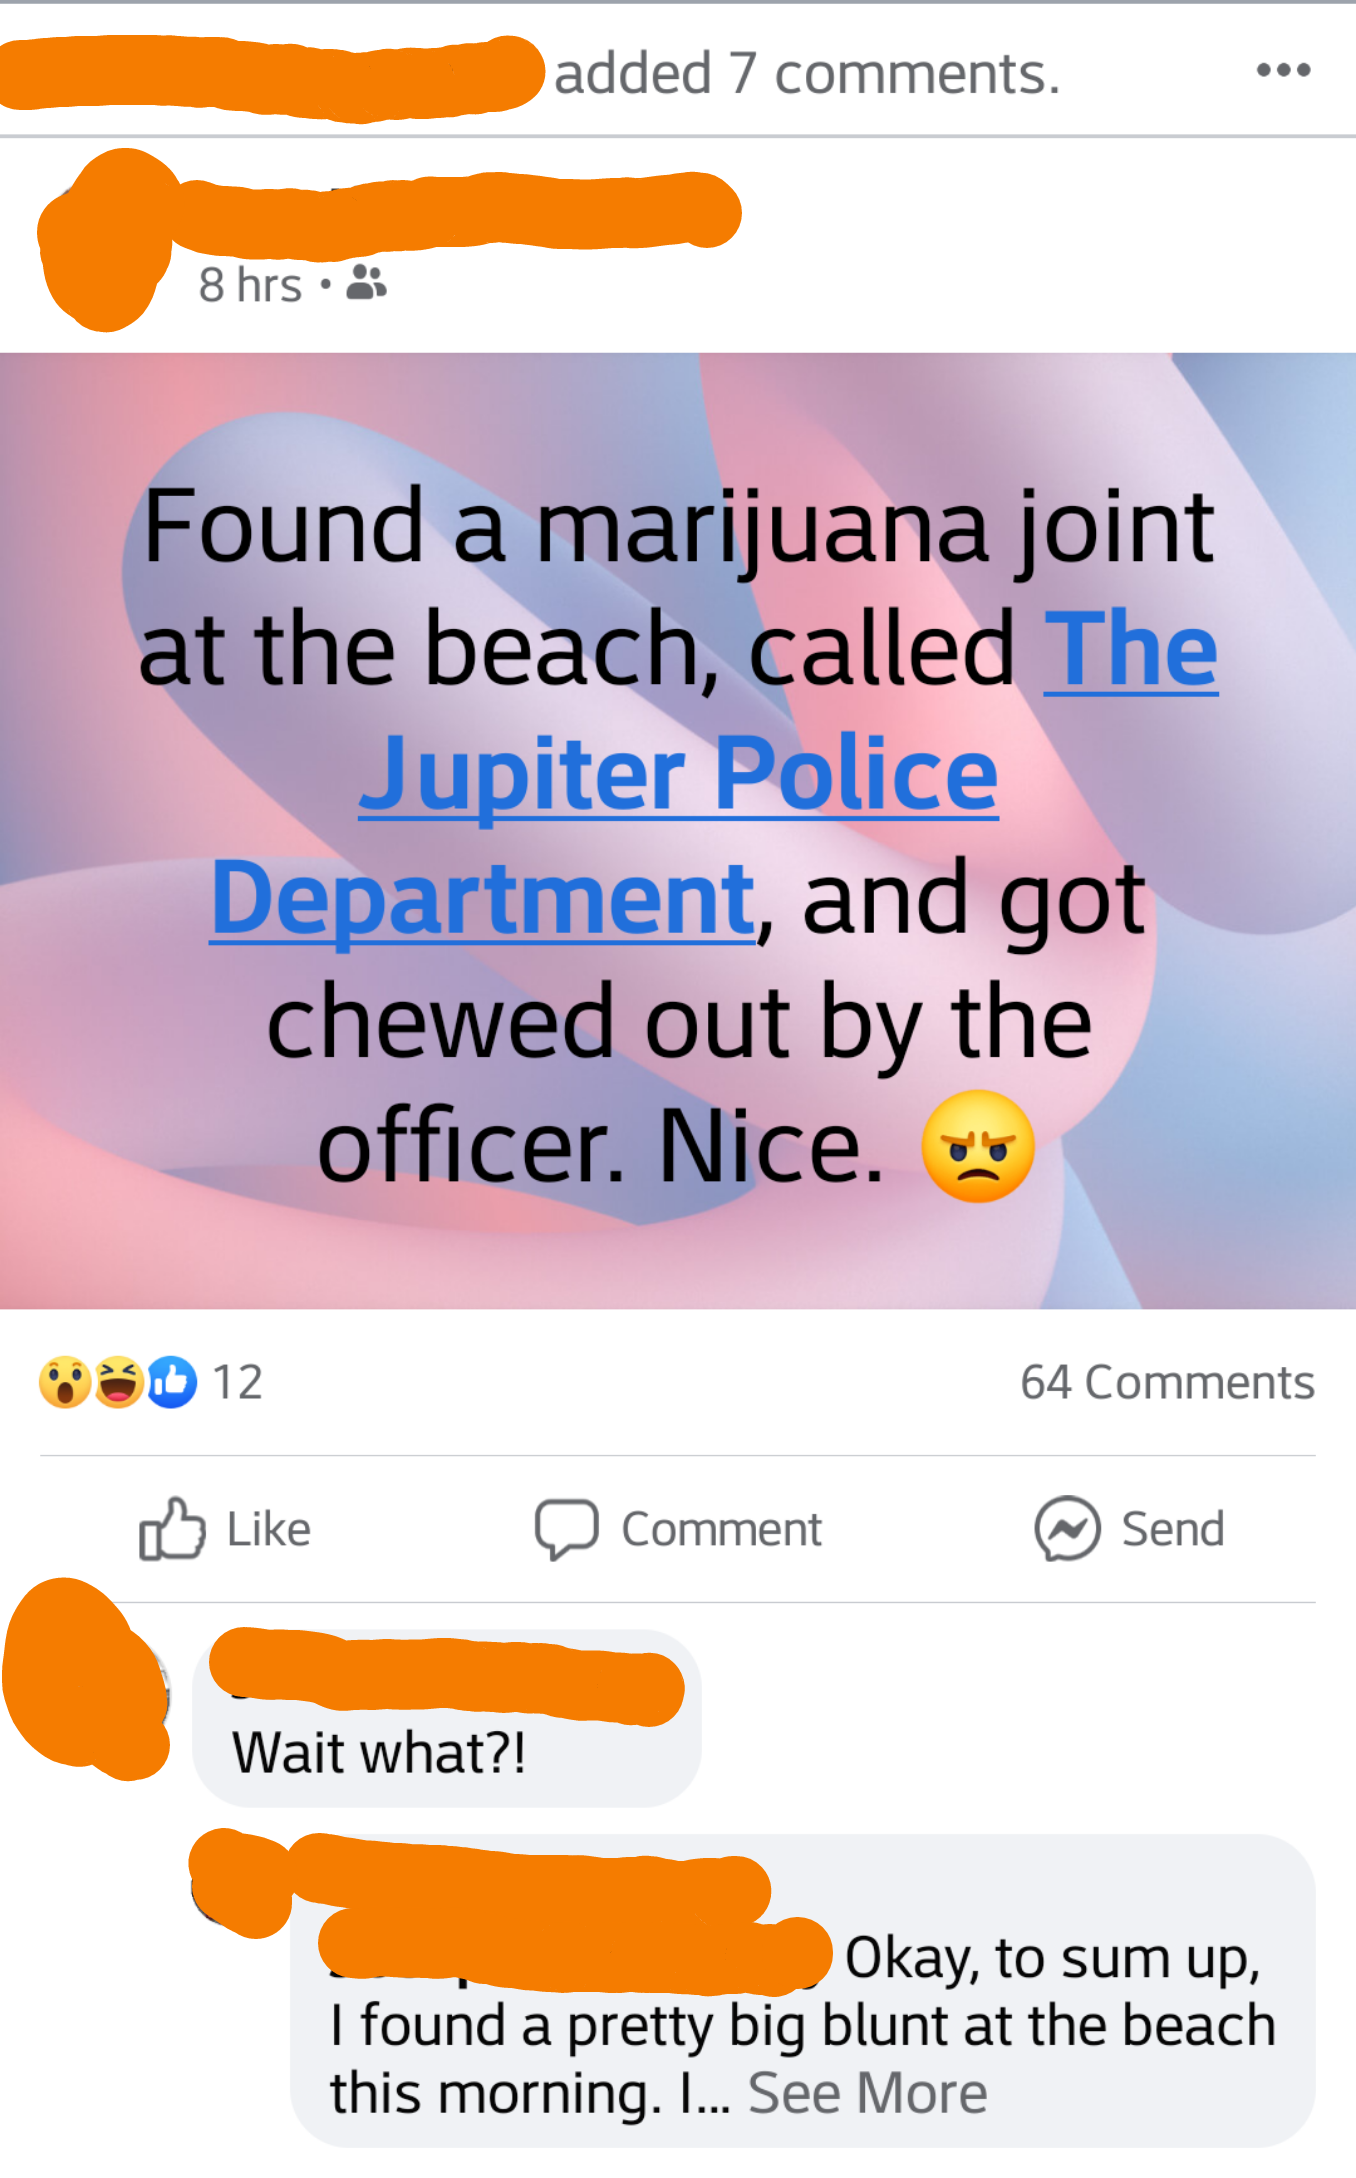 added 7 comments.
8 hrs
Found a marijuana joint
at the beach, called The
Jupiter Police
Department, and got
chewed out by the
officer. Nice. 😠
12
64 Comments
Like
Comment
Send
Wait what?!
Okay, to sum up,
I found a pretty big blunt at the beach
this morning. I... See More